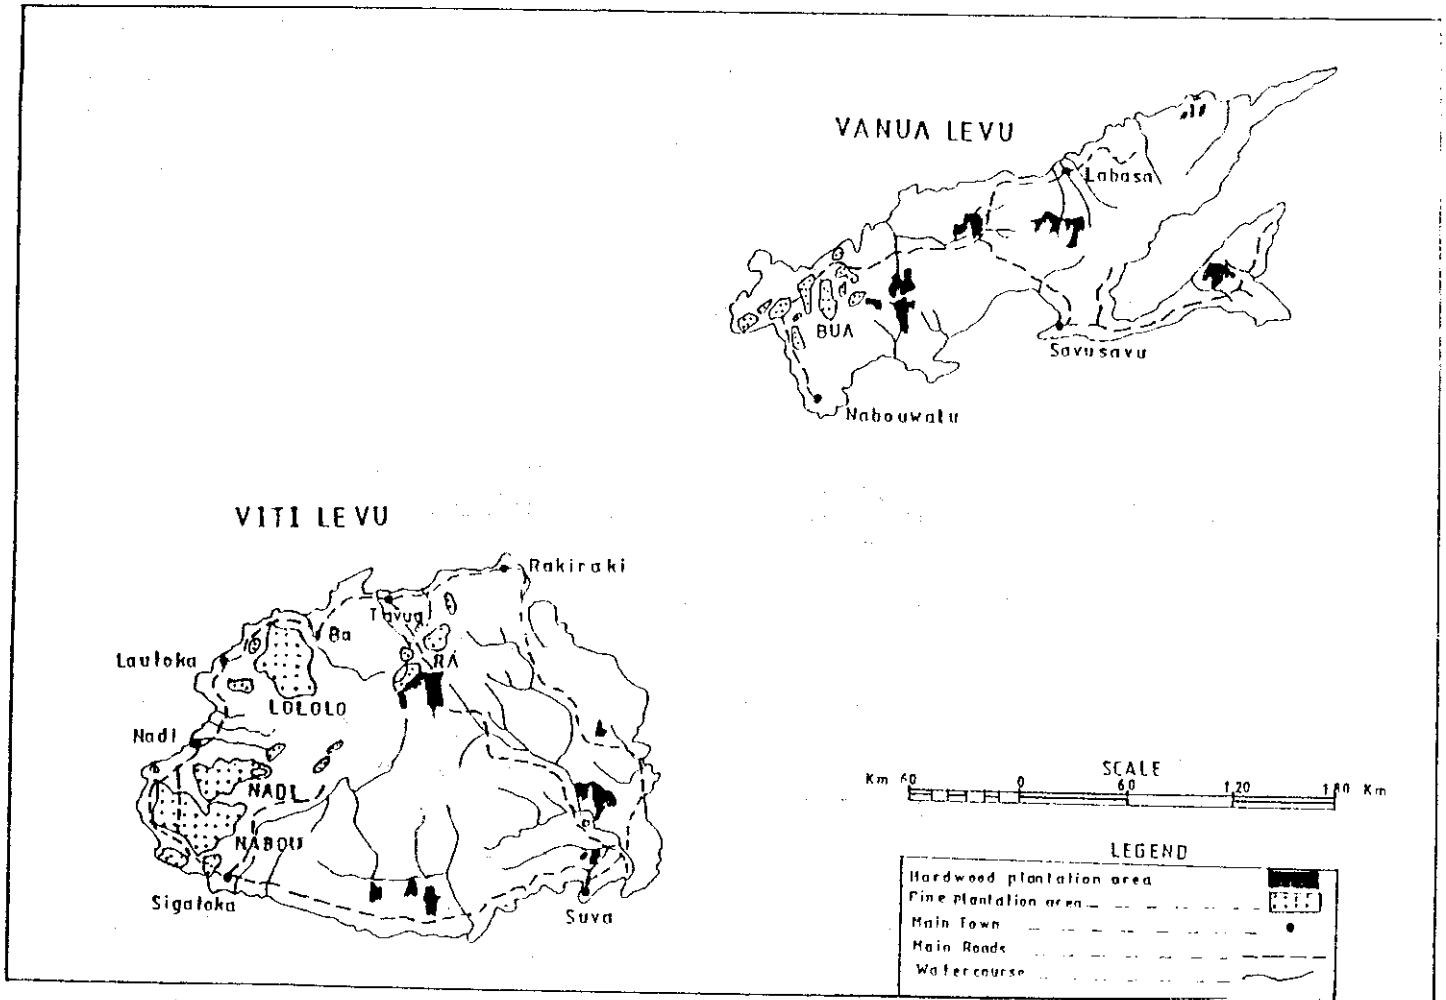 VANUA LEVU
Labasa
BUA
Savusavu
Nabouwalu
VITI LEVU
Rakiraki
Tavua
Ba
RA
Lautoka
LOLOLO
Nadi
NADI
NABOU
Sigatoka
Suva
SCALE
Km 60 0 60 120 180 Km
LEGEND
Hardwood plantation area
Pine plantation area
Main Town
Main Roads
Watercourse